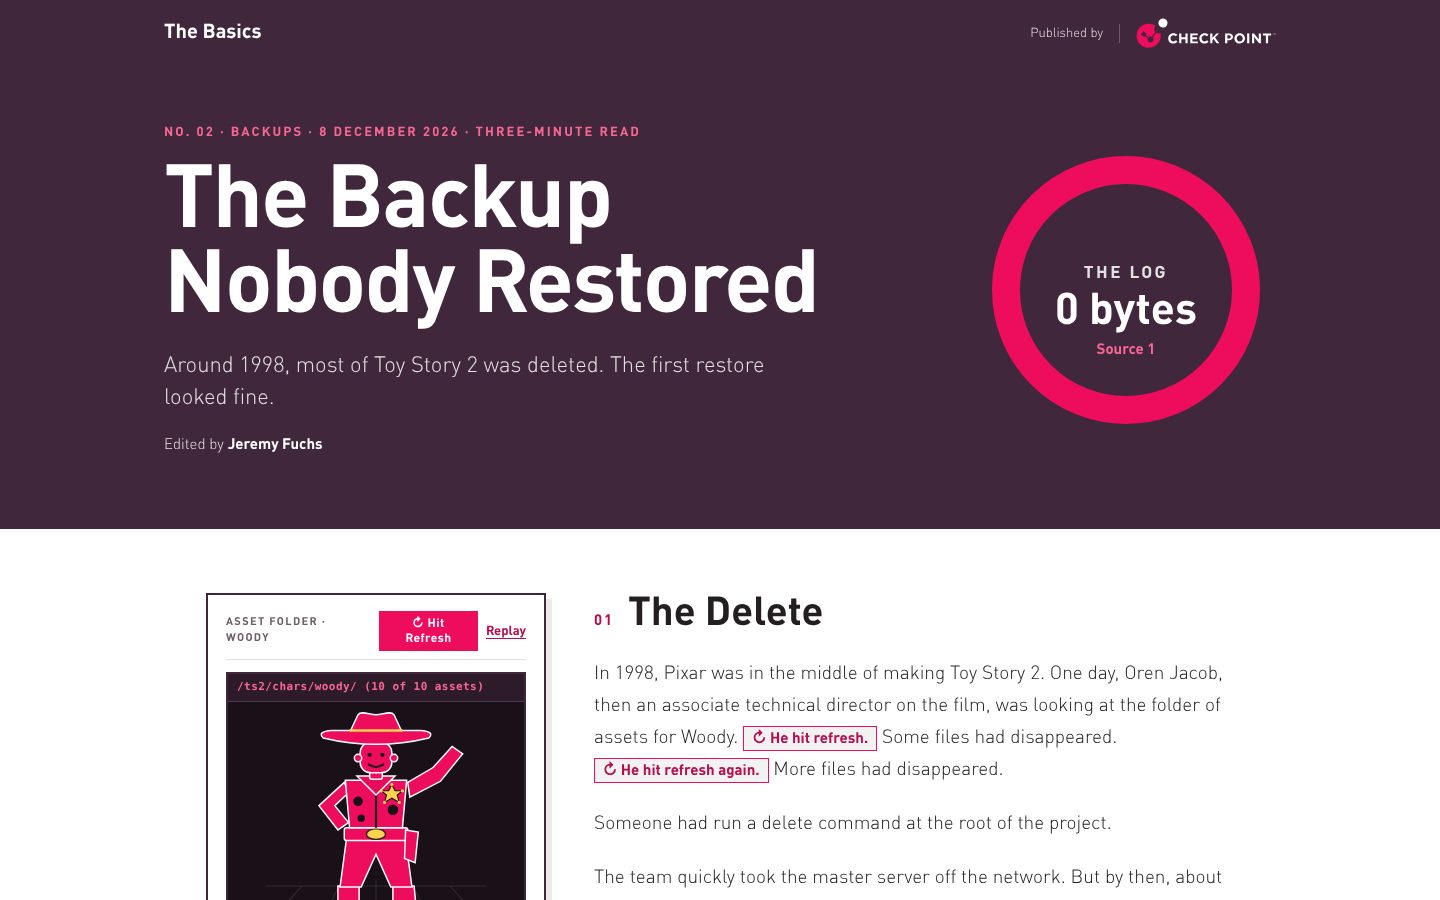 The Basics
Published by
CHECK POINT
NO. 02 · BACKUPS · 8 DECEMBER 2026 · THREE-MINUTE READ
The Backup
Nobody Restored
Around 1998, most of Toy Story 2 was deleted. The first restore
looked fine.
Edited by Jeremy Fuchs
THE LOG
0 bytes
Source 1
ASSET FOLDER ·
WOODY
↻ Hit
Refresh
Replay
/ts2/chars/woody/ (10 of 10 assets)
01 The Delete
In 1998, Pixar was in the middle of making Toy Story 2. One day, Oren Jacob,
then an associate technical director on the film, was looking at the folder of
assets for Woody. ↻ He hit refresh. Some files had disappeared.
↻ He hit refresh again. More files had disappeared.
Someone had run a delete command at the root of the project.
The team quickly took the master server off the network. But by then, about